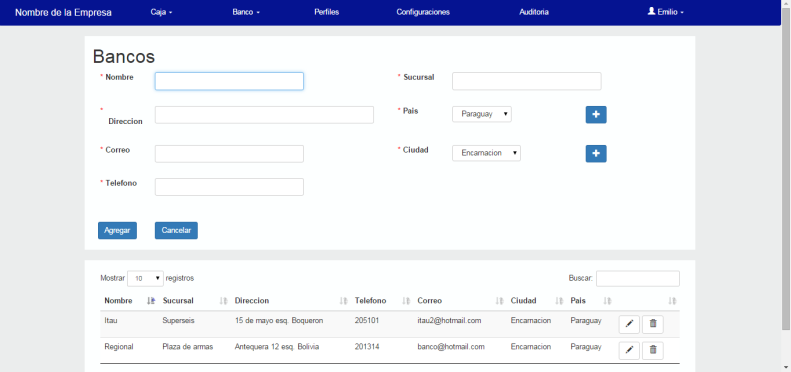 Nombre de la Empresa Caja Banco Perfiles Configuraciones Auditoria Emilio
Bancos
* Nombre * Sucursal
* Direccion * Pais Paraguay
* Correo * Ciudad Encarnacion
* Telefono
Agregar Cancelar
Mostrar 10 registros Buscar:
Nombre Sucursal Direccion Telefono Correo Ciudad Pais
Itau Superseis 15 de mayo esq. Boqueron 205101 itau2@hotmail.com Encarnacion Paraguay
Regional Plaza de armas Antequera 12 esq. Bolivia 201314 banco@hotmail.com Encarnacion Paraguay